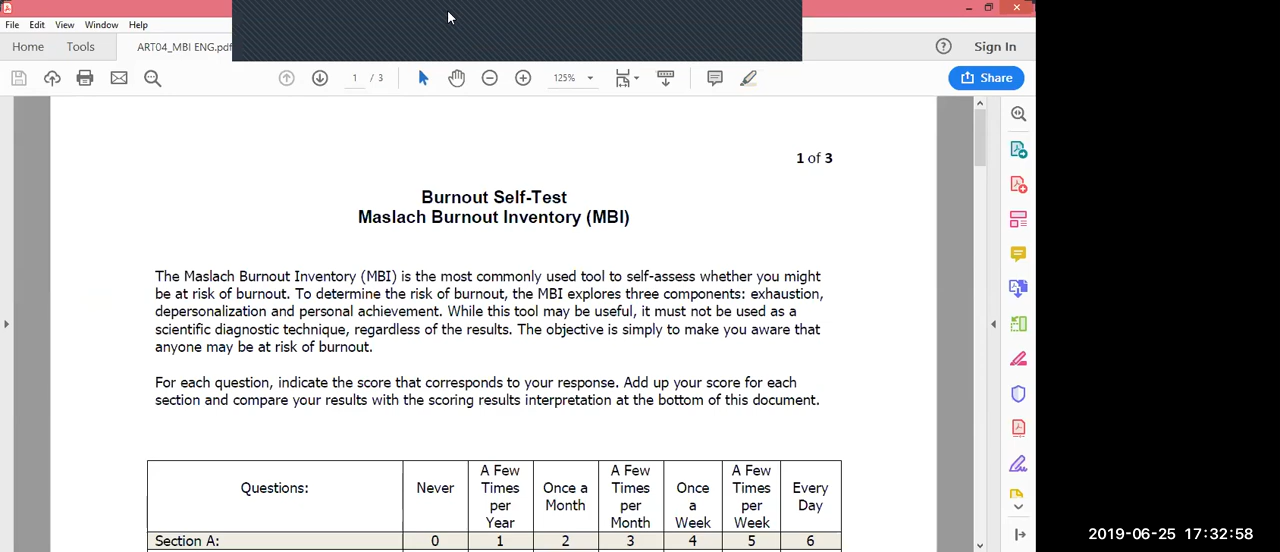 File Edit View Window Help
Home Tools ART04_MBI ENG.pdf Sign In
1 / 3 125% Share
1 of 3
Burnout Self-Test
Maslach Burnout Inventory (MBI)
The Maslach Burnout Inventory (MBI) is the most commonly used tool to self-assess whether you might
be at risk of burnout. To determine the risk of burnout, the MBI explores three components: exhaustion,
depersonalization and personal achievement. While this tool may be useful, it must not be used as a
scientific diagnostic technique, regardless of the results. The objective is simply to make you aware that
anyone may be at risk of burnout.
For each question, indicate the score that corresponds to your response. Add up your score for each
section and compare your results with the scoring results interpretation at the bottom of this document.
Questions:
Never
A Few
Times
per
Year
Once a
Month
A Few
Times
per
Month
Once
a
Week
A Few
Times
per
Week
Every
Day
Section A: 0 1 2 3 4 5 6
2019-06-25 17:32:58